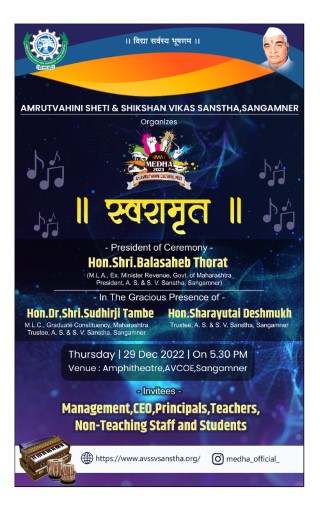 ॥ विद्या सर्वस्य भूषणम ॥
AMRUTVAHINI SHETI & SHIKSHAN VIKAS SANSTHA,SANGAMNER
Organizes
MEDHA
2023
॥ स्वरामृत ॥
- President of Ceremony -
Hon.Shri.Balasaheb Thorat
(M.L.A., Ex. Minister Revenue, Govt. of Maharashtra
President, A. S. & S. V. Sanstha, Sangamner)
- In The Gracious Presence of -
Hon.Dr.Shri.Sudhirji Tambe
M.L.C., Graduate Constituency, Maharashtra
Trustee, A. S. & S. V. Sanstha, Sangamner
Hon.Sharayutai Deshmukh
Trustee, A. S. & S. V. Sanstha, Sangamner
Thursday | 29 Dec 2022 | On 5.30 PM
Venue : Amphitheatre,AVCOE,Sangamner
- Invitees -
Management,CEO,Principals,Teachers,
Non-Teaching Staff and Students
https://www.avssvsanstha.org/
medha_official_